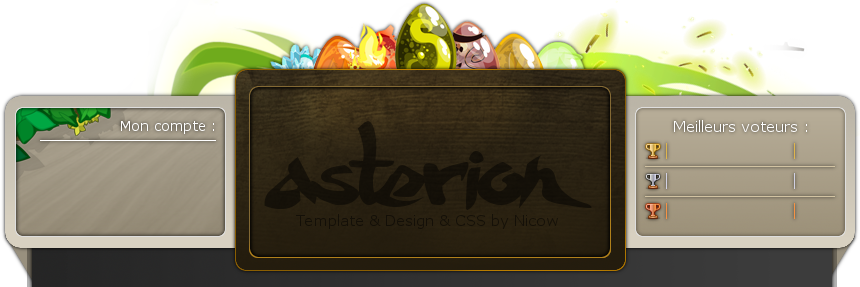 Mon compte :
Meilleurs voteurs :
asterion
Template & Design & CSS by Nicow